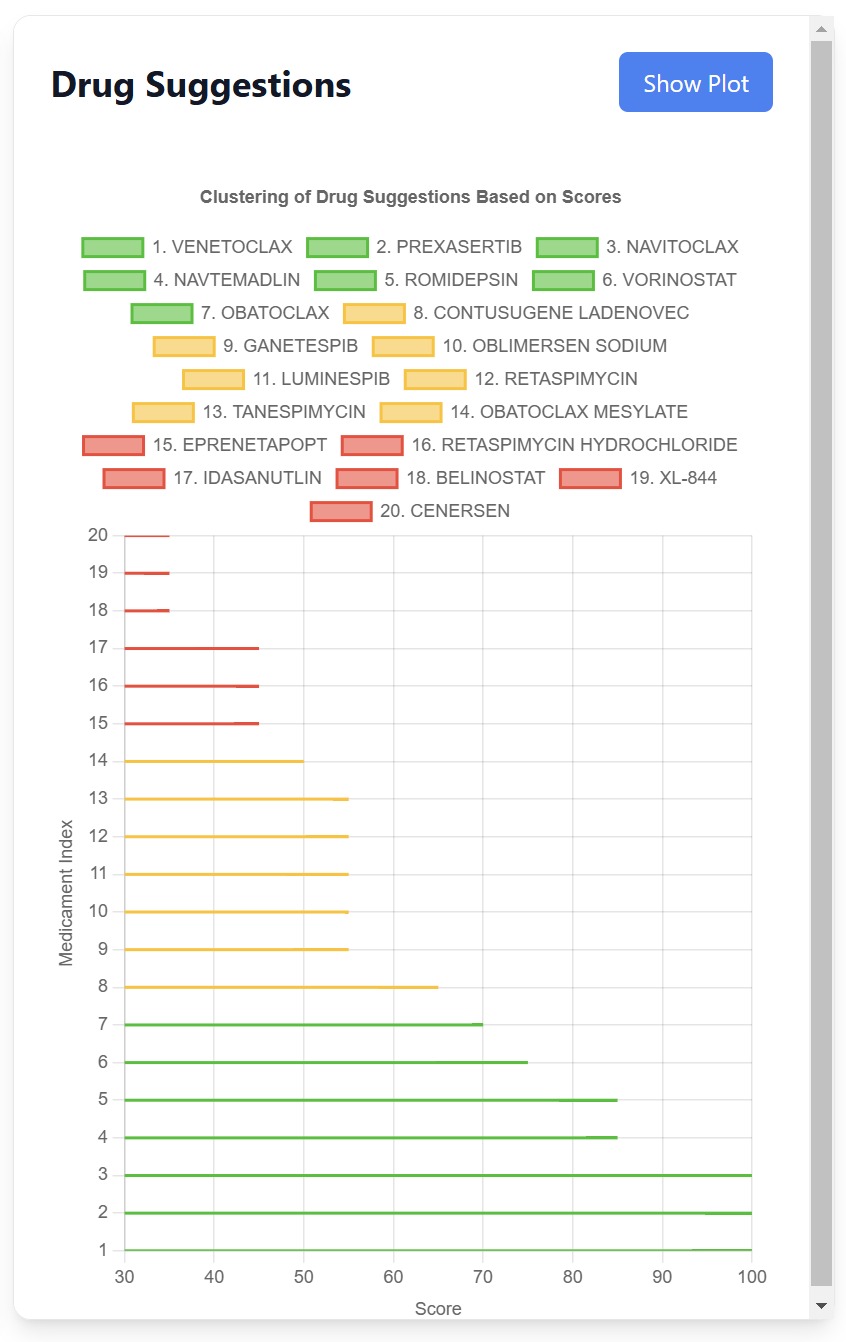 Drug Suggestions
Show Plot
Clustering of Drug Suggestions Based on Scores
1. VENETOCLAX 2. PREXASERTIB 3. NAVITOCLAX
4. NAVTEMADLIN 5. ROMIDEPSIN 6. VORINOSTAT
7. OBATOCLAX 8. CONTUSUGENE LADENOVEC
9. GANETESPIB 10. OBLIMERSEN SODIUM
11. LUMINESPIB 12. RETASPIMYCIN
13. TANESPIMYCIN 14. OBATOCLAX MESYLATE
15. EPRENETAPOPT 16. RETASPIMYCIN HYDROCHLORIDE
17. IDASANUTLIN 18. BELINOSTAT 19. XL-844
20. CENERSEN
20
19
18
17
16
15
14
13
12
11
10
9
8
7
6
5
4
3
2
1
Medicament Index
30 40 50 60 70 80 90 100
Score